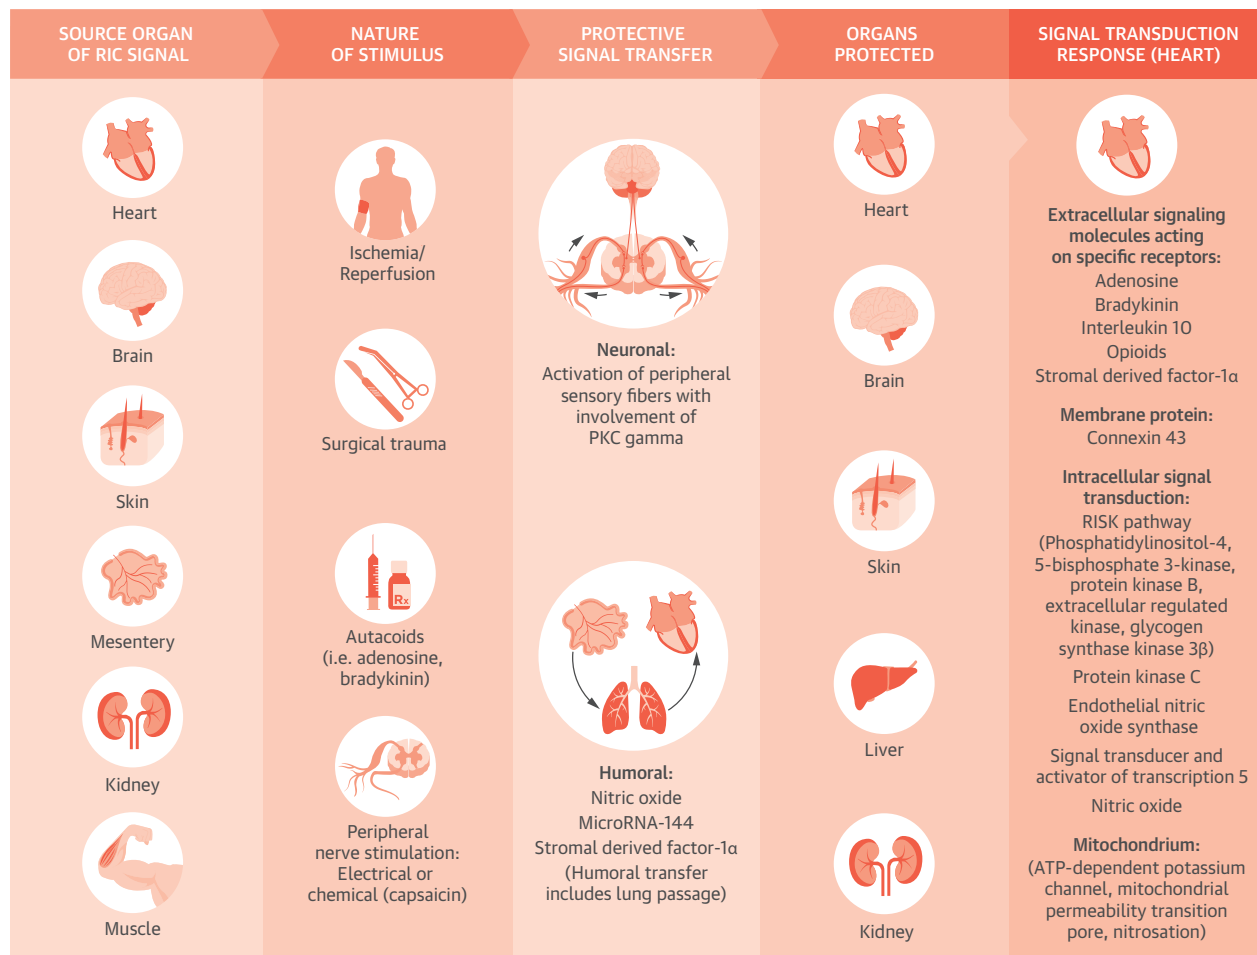 SOURCE ORGAN
OF RIC SIGNAL
NATURE
OF STIMULUS
PROTECTIVE
SIGNAL TRANSFER
ORGANS
PROTECTED
SIGNAL TRANSDUCTION
RESPONSE (HEART)
Heart
Brain
Skin
Mesentery
Kidney
Muscle
Ischemia/
Reperfusion
Surgical trauma
Rx
Autacoids
(i.e. adenosine,
bradykinin)
Peripheral
nerve stimulation:
Electrical or
chemical (capsaicin)
Neuronal:
Activation of peripheral
sensory fibers with
involvement of
PKC gamma
Humoral:
Nitric oxide
MicroRNA-144
Stromal derived factor-1α
(Humoral transfer
includes lung passage)
Heart
Brain
Skin
Liver
Kidney
Extracellular signaling
molecules acting
on specific receptors:
Adenosine
Bradykinin
Interleukin 10
Opioids
Stromal derived factor-1α
Membrane protein:
Connexin 43
Intracellular signal
transduction:
RISK pathway
(Phosphatidylinositol-4,
5-bisphosphate 3-kinase,
protein kinase B,
extracellular regulated
kinase, glycogen
synthase kinase 3β)
Protein kinase C
Endothelial nitric
oxide synthase
Signal transducer and
activator of transcription 5
Nitric oxide
Mitochondrium:
(ATP-dependent potassium
channel, mitochondrial
permeability transition
pore, nitrosation)